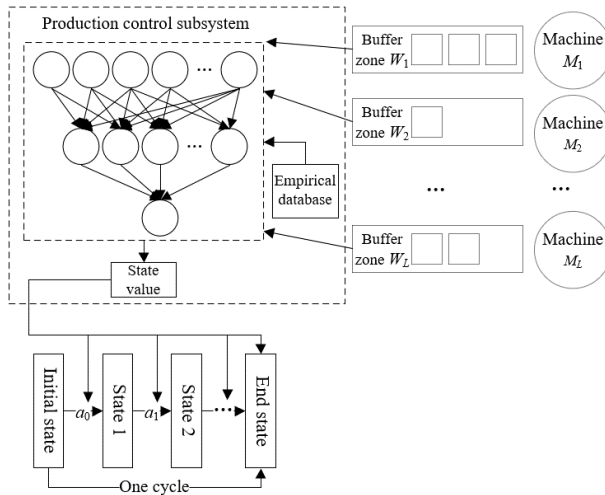 Production control subsystem
...
...
Empirical
database
State
value
Buffer
zone W1
Machine
M1
Buffer
zone W2
Machine
M2
...
...
Buffer
zone WL
Machine
ML
Initial state
a0
State 1
a1
State 2
...
End state
One cycle